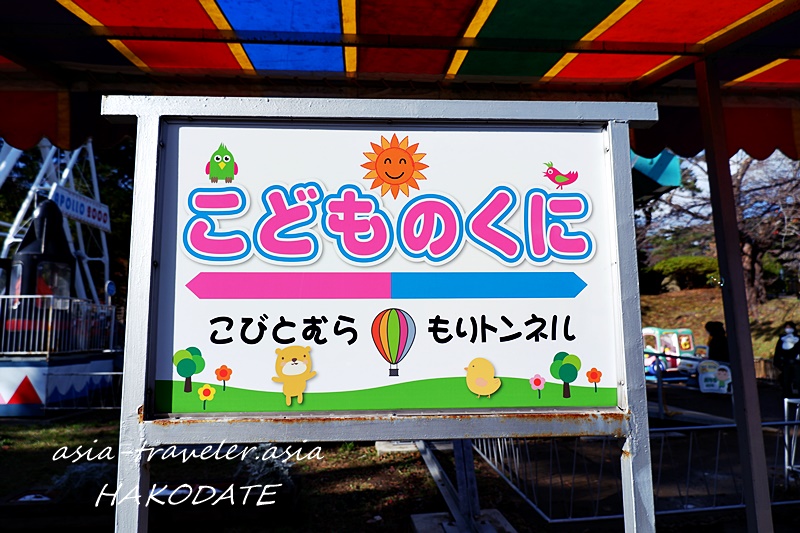 こどものくに
こびとむら もりトンネル
APOLLO 2000
asia-traveler.asia
HAKODATE